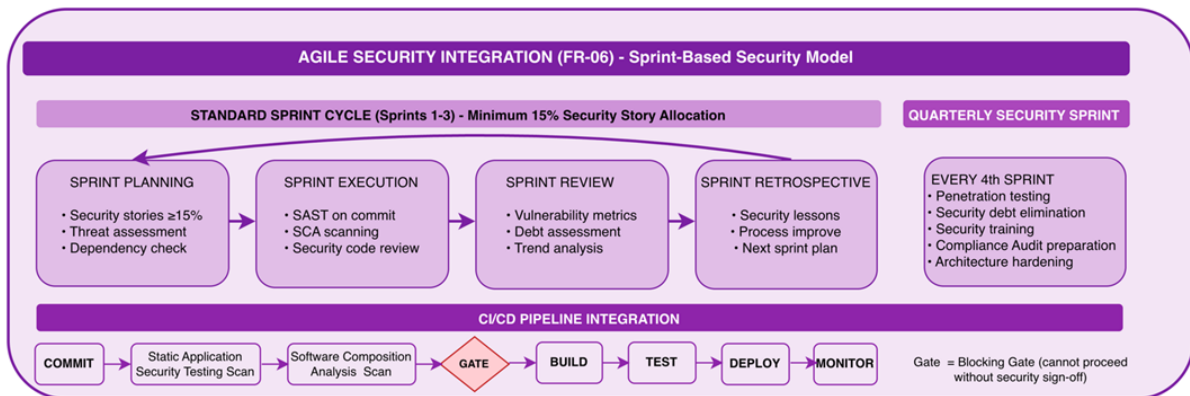 AGILE SECURITY INTEGRATION (FR-06) - Sprint-Based Security Model
STANDARD SPRINT CYCLE (Sprints 1-3) - Minimum 15% Security Story Allocation
QUARTERLY SECURITY SPRINT
SPRINT PLANNING
• Security stories ≥15%
• Threat assessment
• Dependency check
SPRINT EXECUTION
• SAST on commit
• SCA scanning
• Security code review
SPRINT REVIEW
• Vulnerability metrics
• Debt assessment
• Trend analysis
SPRINT RETROSPECTIVE
• Security lessons
• Process improve
• Next sprint plan
EVERY 4th SPRINT
• Penetration testing
• Security debt elimination
• Security training
• Compliance Audit preparation
• Architecture hardening
CI/CD PIPELINE INTEGRATION
COMMIT
Static Application
Security Testing Scan
Software Composition
Analysis Scan
GATE
BUILD
TEST
DEPLOY
MONITOR
Gate = Blocking Gate (cannot proceed
without security sign-off)